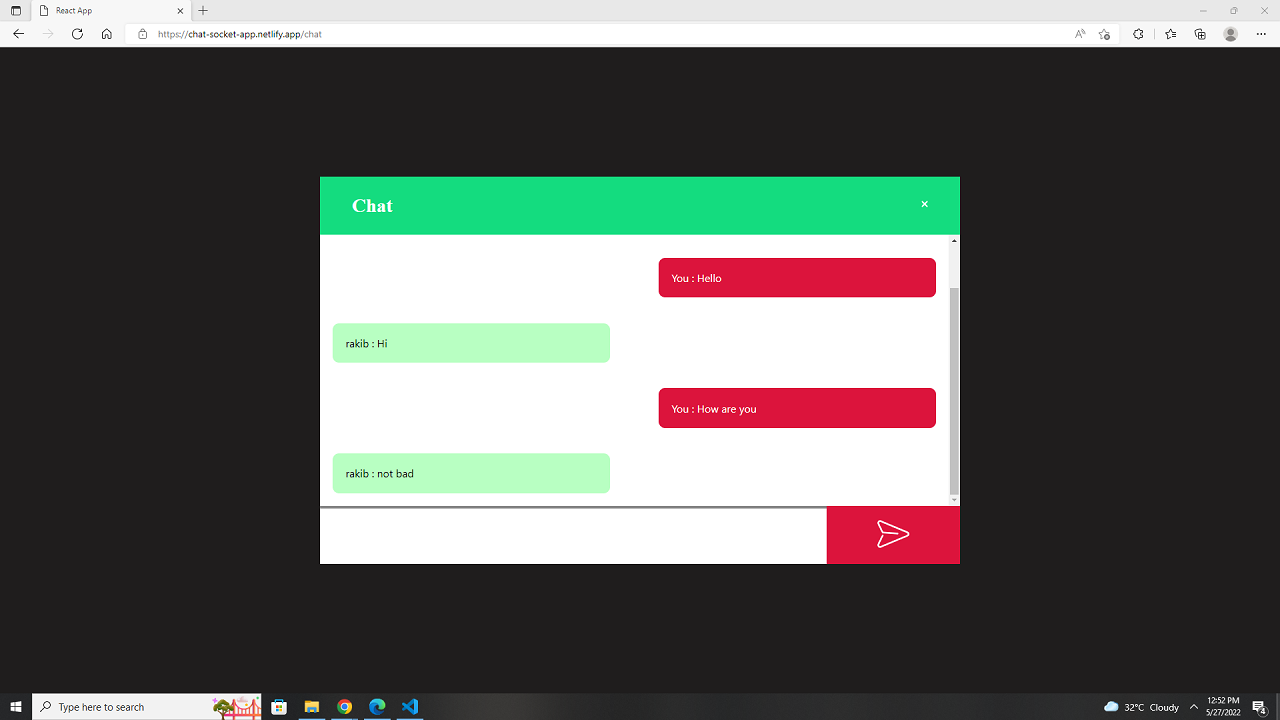 React App
https://chat-socket-app.netlify.app/chat
Chat
You : Hello
rakib : Hi
You : How are you
rakib : not bad
Type here to search
32°C Cloudy
12:52 PM
5/27/2022
4